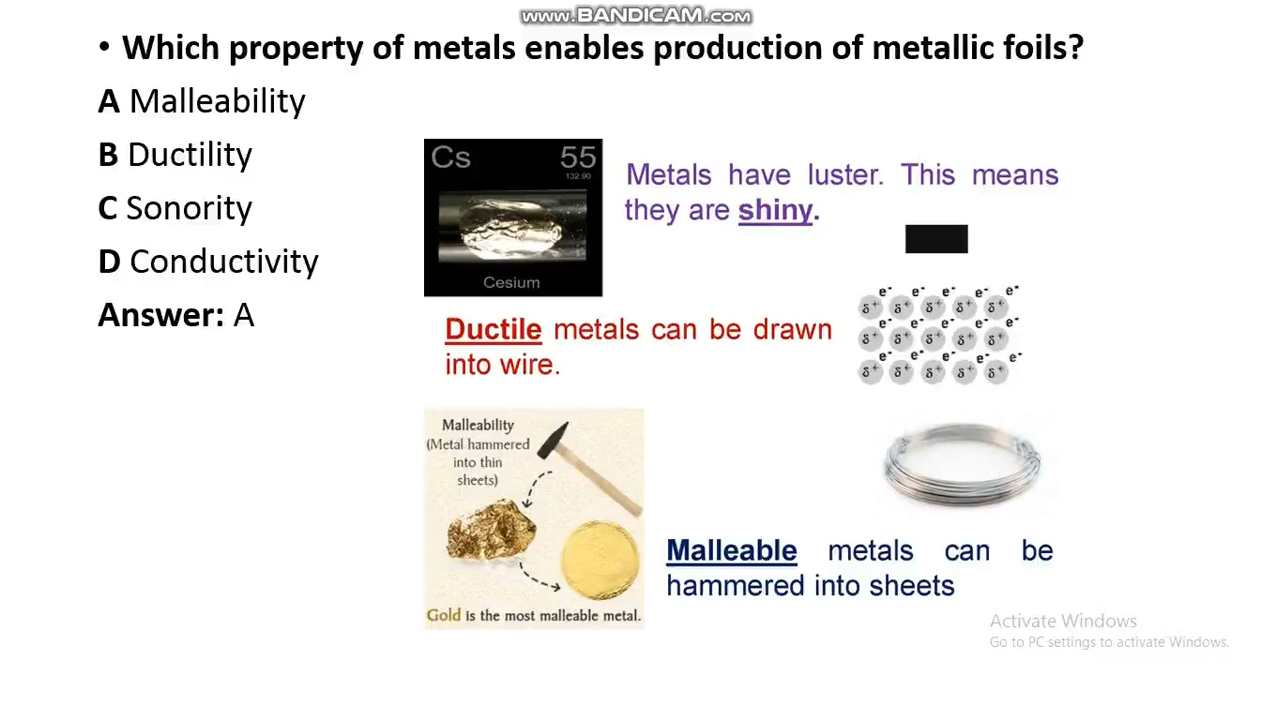 www.BANDICAM.com
• Which property of metals enables production of metallic foils?
A Malleability
B Ductility
C Sonority
D Conductivity
Answer: A
Cs 55
132.90
Cesium
Metals have luster. This means
they are shiny.
e- e- e- e- e-
δ+ δ+ δ+ δ+ δ+
e- e- e- e- e-
δ+ δ+ δ+ δ+ δ+
e- e- e- e- e-
δ+ δ+ δ+ δ+ δ+
Ductile metals can be drawn
into wire.
Malleability
(Metal hammered
into thin
sheets)
Gold is the most malleable metal.
Malleable metals can be
hammered into sheets
Activate Windows
Go to PC settings to activate Windows.